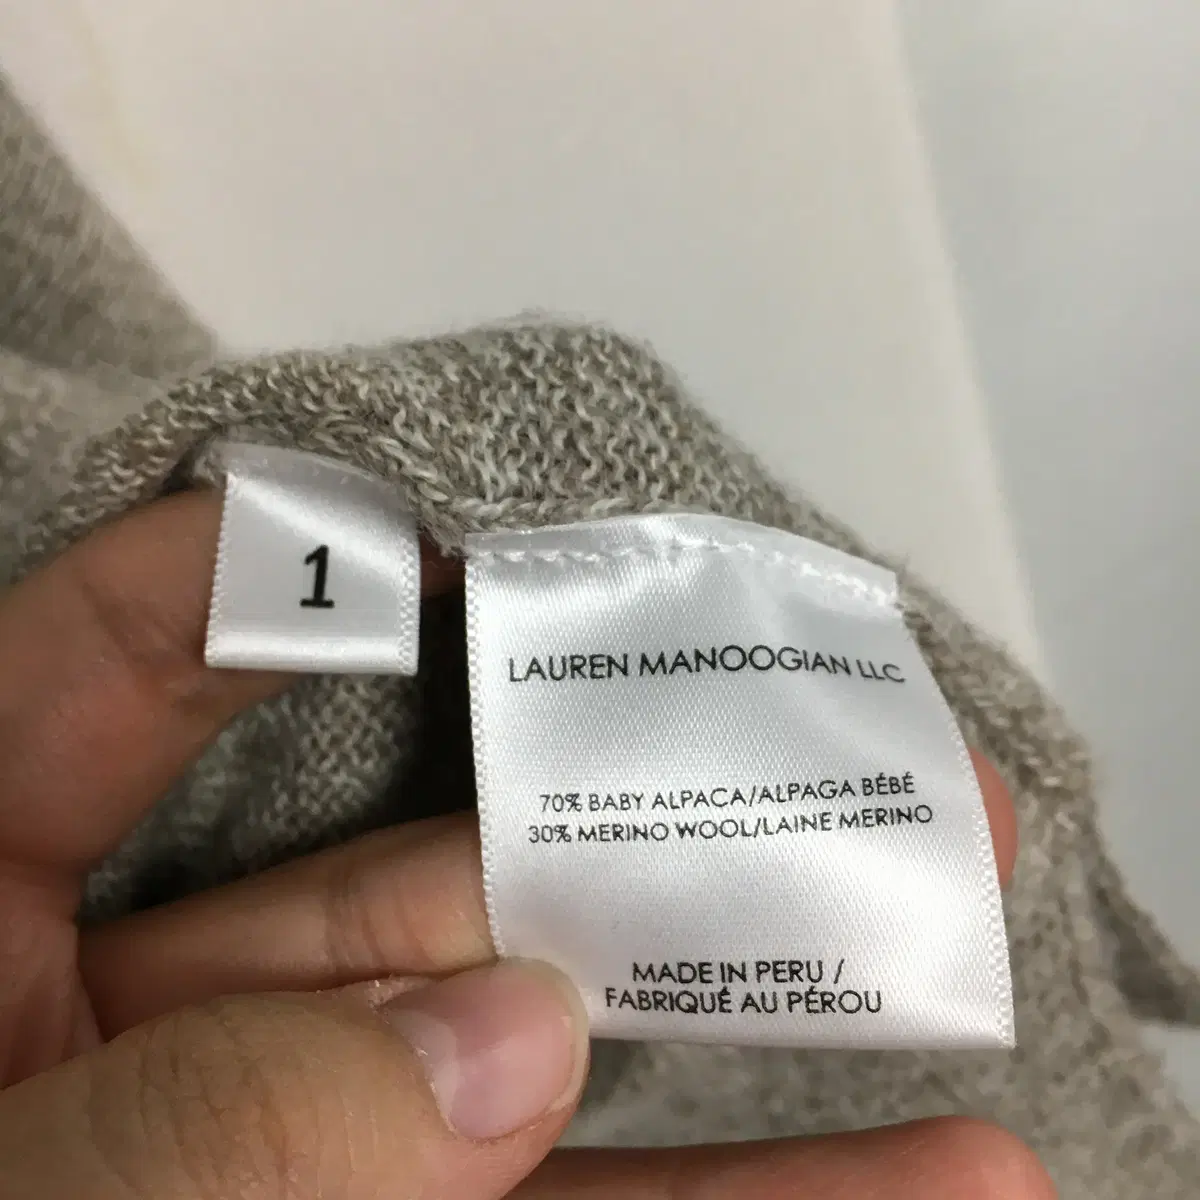 1
LAUREN MANOOGIAN LLC
70% BABY ALPACA/ALPAGA BÉBÉ
30% MERINO WOOL/LAINE MERINO
MADE IN PERU /
FABRIQUÉ AU PÉROU